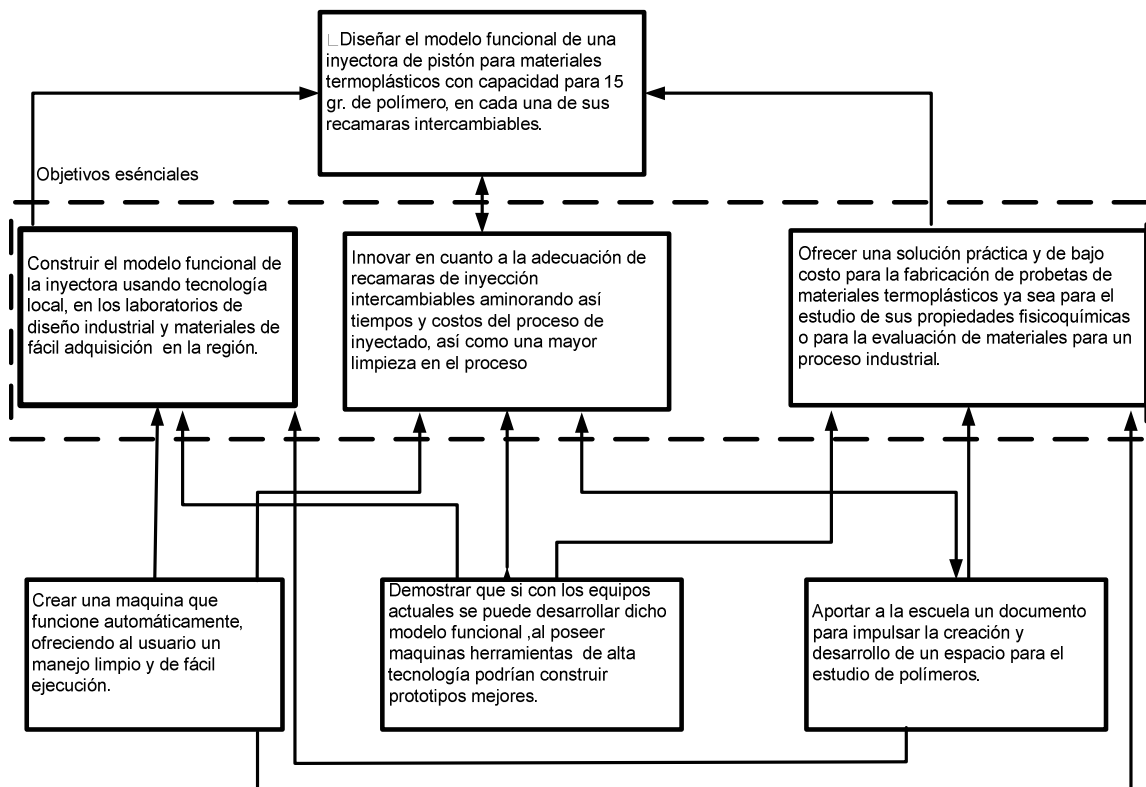 Diseñar el modelo funcional de una
inyectora de pistón para materiales
termoplásticos con capacidad para 15
gr. de polímero, en cada una de sus
recamaras intercambiables.
Objetivos esénciales
Construir el modelo funcional de
la inyectora usando tecnología
local, en los laboratorios de
diseño industrial y materiales de
fácil adquisición en la región.
Innovar en cuanto a la adecuación de
recamaras de inyección
intercambiables aminorando así
tiempos y costos del proceso de
inyectado, así como una mayor
limpieza en el proceso
Ofrecer una solución práctica y de bajo
costo para la fabricación de probetas de
materiales termoplásticos ya sea para el
estudio de sus propiedades fisicoquímicas
o para la evaluación de materiales para un
proceso industrial.
Crear una maquina que
funcione automáticamente,
ofreciendo al usuario un
manejo limpio y de fácil
ejecución.
Demostrar que si con los equipos
actuales se puede desarrollar dicho
modelo funcional ,al poseer
maquinas herramientas de alta
tecnología podrían construir
prototipos mejores.
Aportar a la escuela un documento
para impulsar la creación y
desarrollo de un espacio para el
estudio de polímeros.